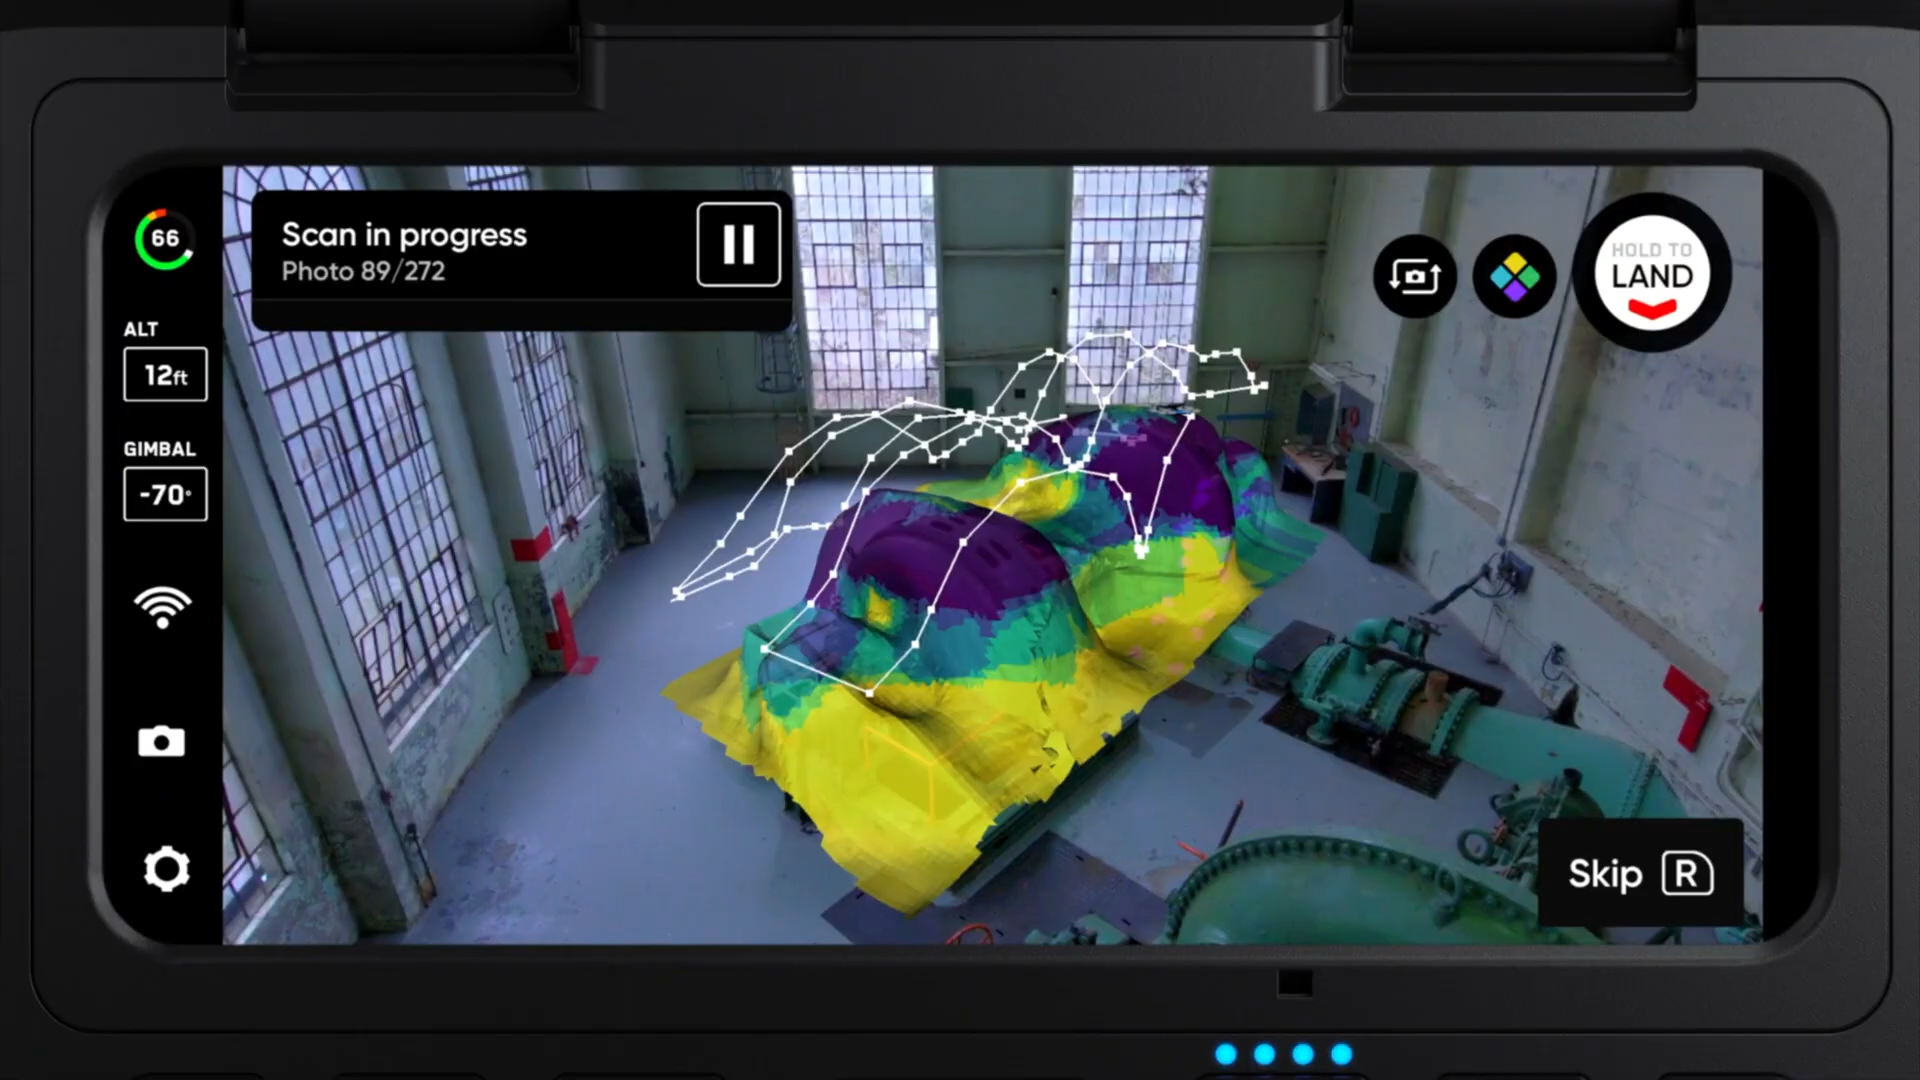 66
Scan in progress
Photo 89/272
HOLD TO
LAND
ALT
12ft
GIMBAL
-70°
Skip R